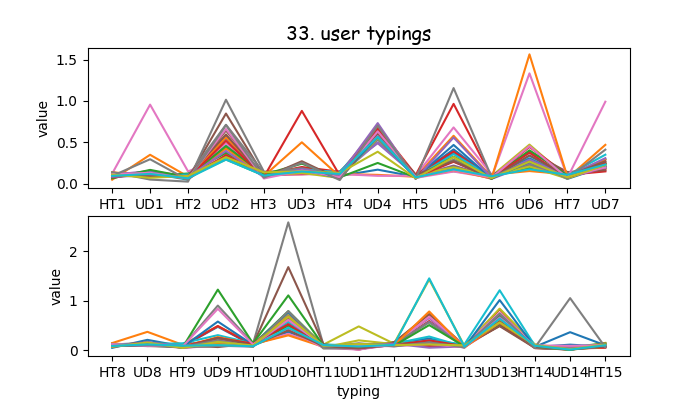 33. user typings
value
1.5
1.0
0.5
0.0
HT1 UD1 HT2 UD2 HT3 UD3 HT4 UD4 HT5 UD5 HT6 UD6 HT7 UD7
value
2
1
0
HT8 UD8 HT9 UD9 HT10 UD10 HT11 UD11 HT12 UD12 HT13 UD13 HT14 UD14 HT15
typing